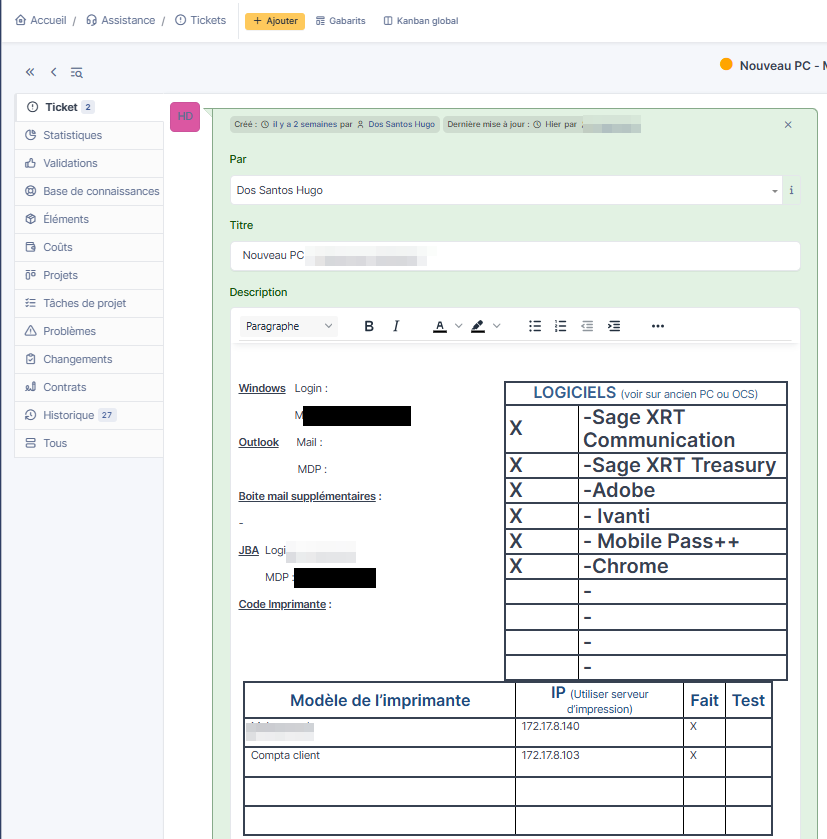 Accueil / Assistance / Tickets + Ajouter Gabarits Kanban global
Nouveau PC -
Ticket 2
Statistiques
Validations
Base de connaissances
Éléments
Coûts
Projets
Tâches de projet
Problèmes
Changements
Contrats
Historique 27
Tous
HD
Créé : il y a 2 semaines par Dos Santos Hugo Dernière mise à jour : Hier par
Par
Dos Santos Hugo
i
Titre
Nouveau PC
Description
Paragraphe B I A
Windows Login :
M
Outlook Mail :
MDP :
Boite mail supplémentaires :
-
JBA Logi
MDP :
Code Imprimante :
LOGICIELS (voir sur ancien PC ou OCS)
X -Sage XRT
Communication
X -Sage XRT Treasury
X -Adobe
X - Ivanti
X - Mobile Pass++
X -Chrome
-
-
-
-
Modèle de l’imprimante IP (Utiliser serveur
d’impression) Fait Test
172.17.8.140 X
Compta client 172.17.8.103 X